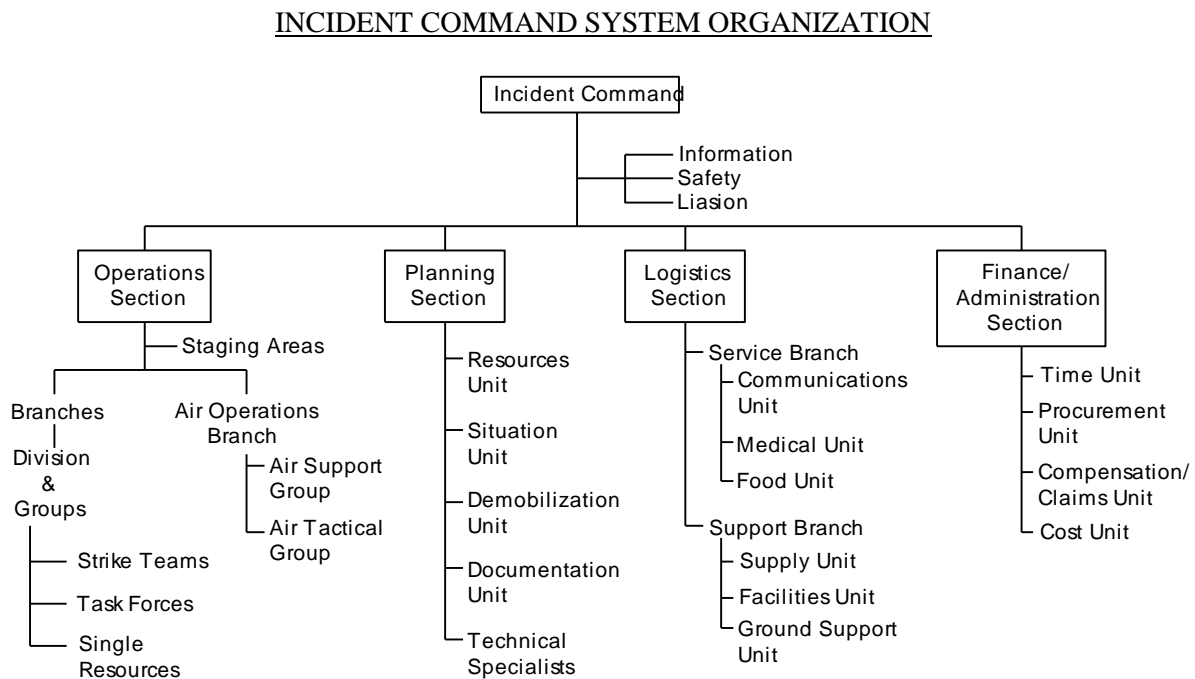 INCIDENT COMMAND SYSTEM ORGANIZATION
Incident Command
Information
Safety
Liasion
Operations
Section
Staging Areas
Branches
Division
&
Groups
Strike Teams
Task Forces
Single
Resources
Air Operations
Branch
Air Support
Group
Air Tactical
Group
Planning
Section
Resources
Unit
Situation
Unit
Demobilization
Unit
Documentation
Unit
Technical
Specialists
Logistics
Section
Service Branch
Communications
Unit
Medical Unit
Food Unit
Support Branch
Supply Unit
Facilities Unit
Ground Support
Unit
Finance/
Administration
Section
Time Unit
Procurement
Unit
Compensation/
Claims Unit
Cost Unit